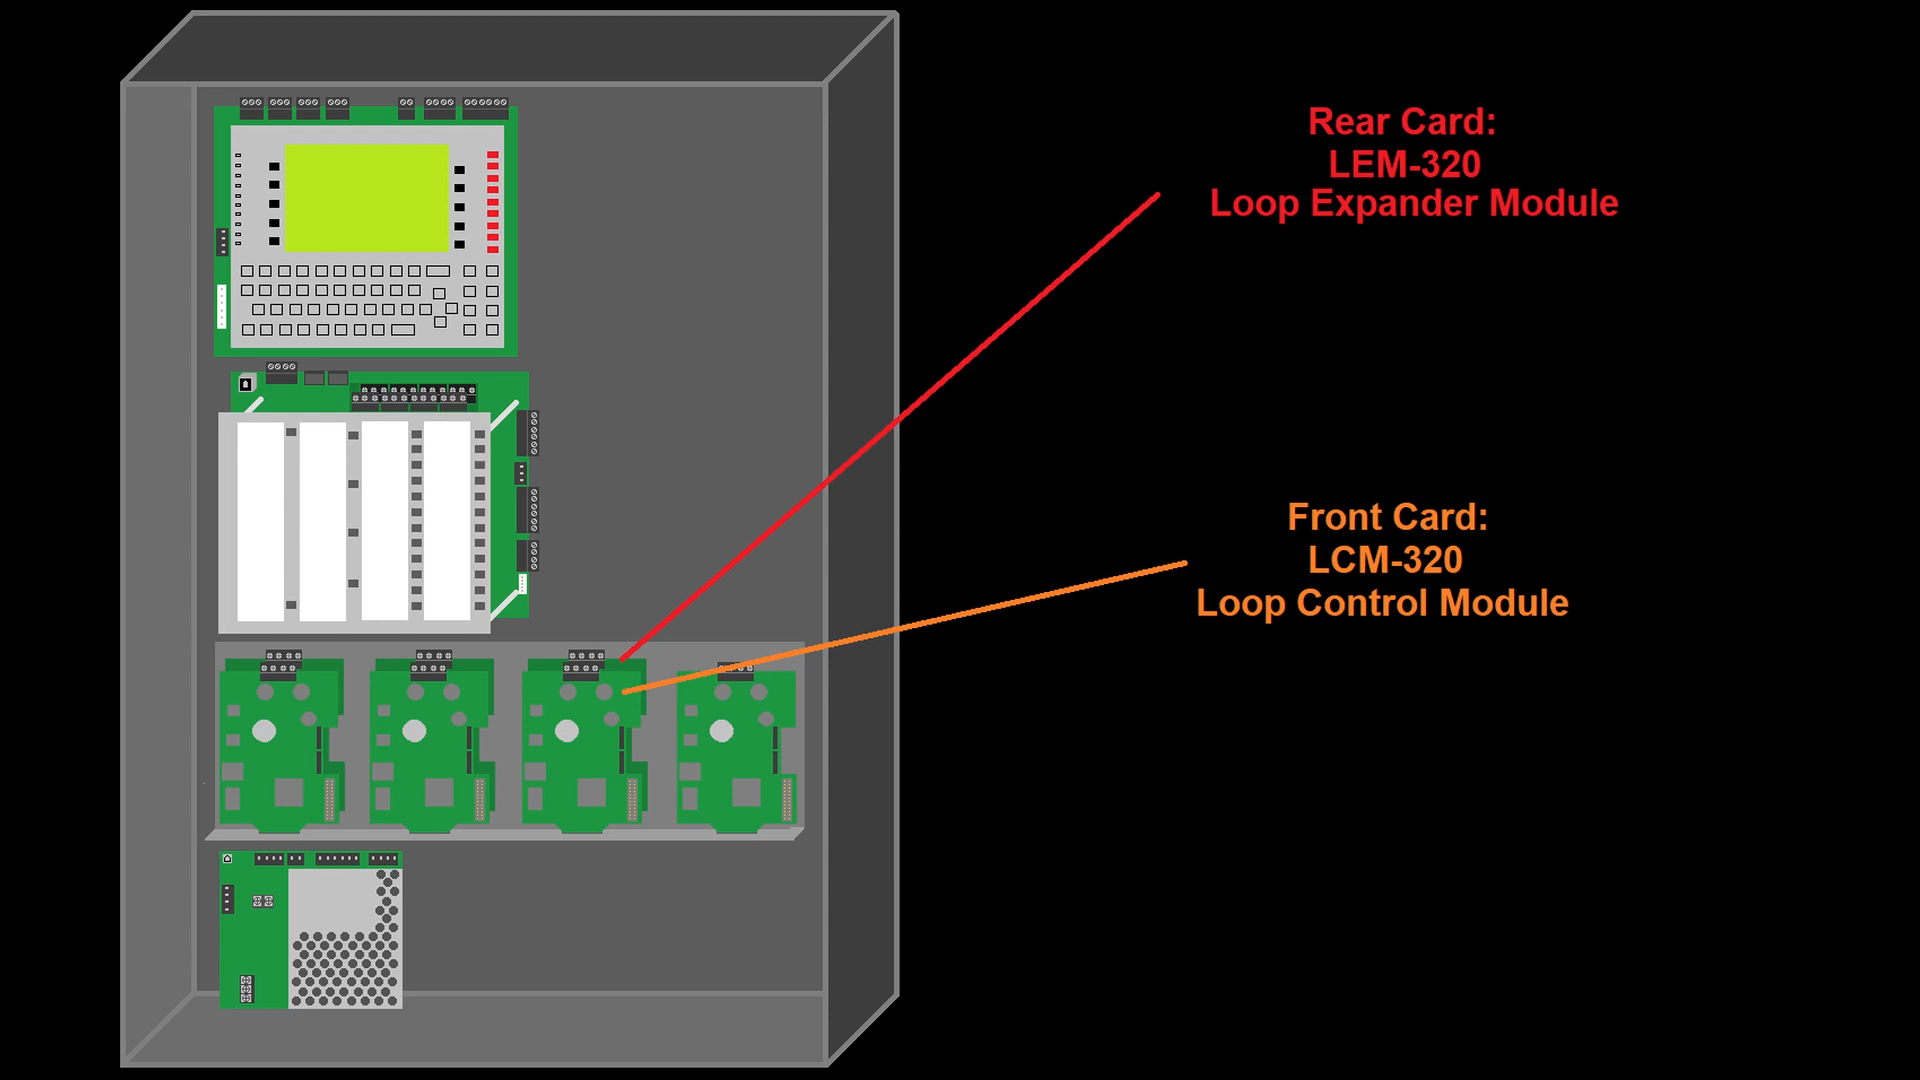 Rear Card:
LEM-320
Loop Expander Module
Front Card:
LCM-320
Loop Control Module